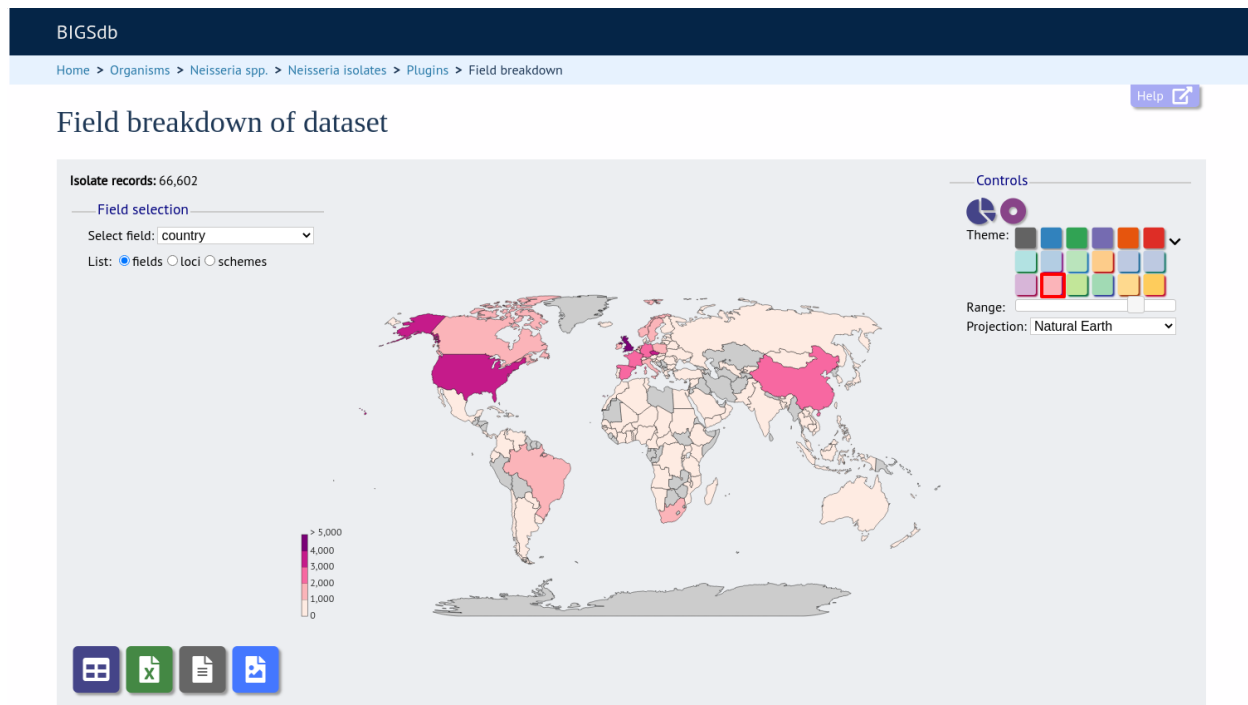 BIGSdb
Home > Organisms > Neisseria spp. > Neisseria isolates > Plugins > Field breakdown
Help
Field breakdown of dataset
Isolate records: 66,602
Field selection
Select field: country
List: fields loci schemes
Controls
Theme:
Range:
Projection: Natural Earth
> 5,000
4,000
3,000
2,000
1,000
0
X